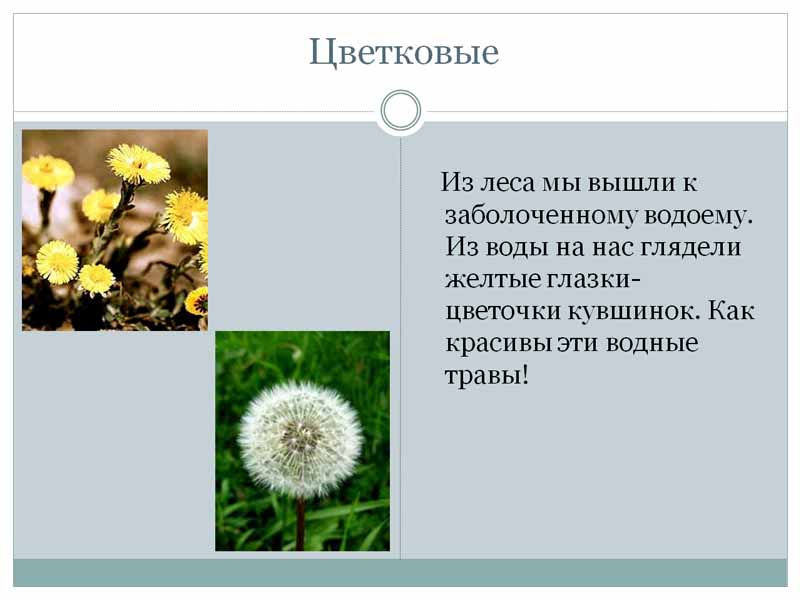 Цветковые
Из леса мы вышли к
заболоченному водоему.
Из воды на нас глядели
желтые глазки-
цветочки кувшинок. Как
красивы эти водные
травы!